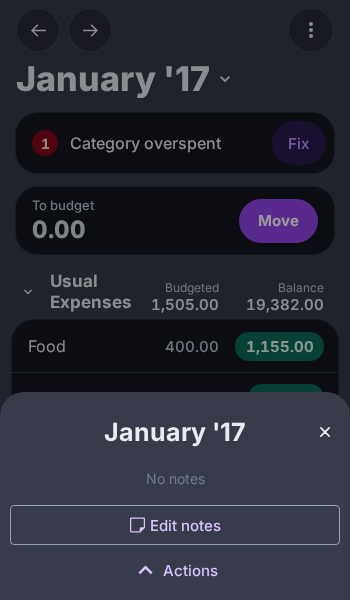 January '17
1 Category overspent Fix
To budget
0.00 Move
Usual Expenses Budgeted 1,505.00 Balance 19,382.00
Food 400.00 1,155.00
January '17
No notes
Edit notes
Actions